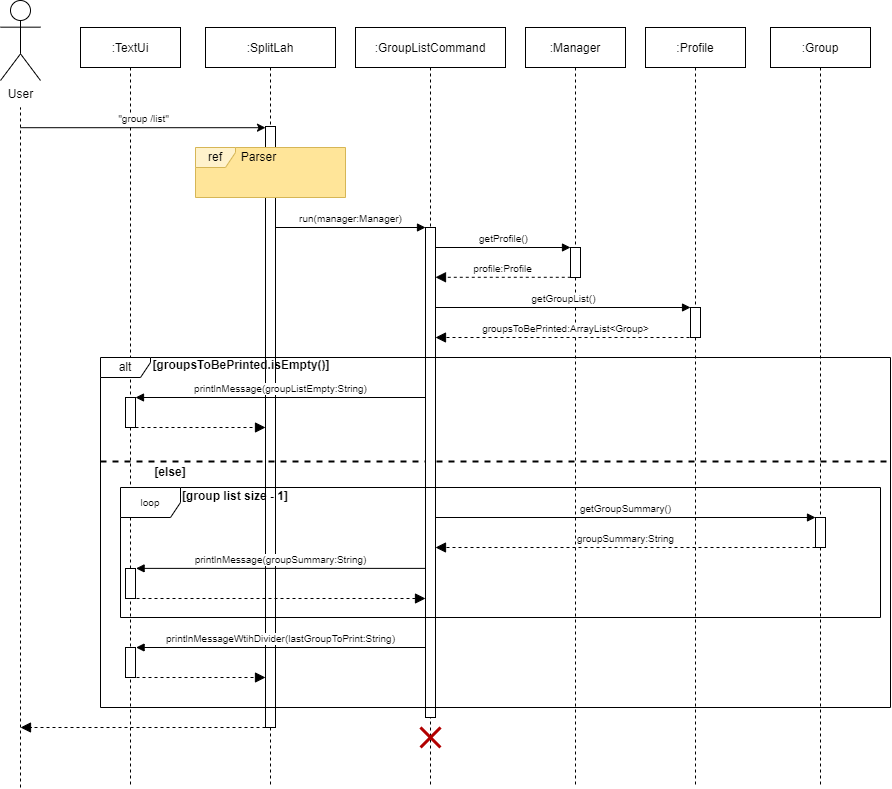 :TextUi
:SplitLah
:GroupListCommand
:Manager
:Profile
:Group
User
"group /list"
ref
Parser
run(manager:Manager)
getProfile()
profile:Profile
getGroupList()
groupsToBePrinted:ArrayList<Group>
alt
[groupsToBePrinted.isEmpty()]
printlnMessage(groupListEmpty:String)
[else]
loop
[group list size - 1]
getGroupSummary()
groupSummary:String
printlnMessage(groupSummary:String)
printlnMessageWtihDivider(lastGroupToPrint:String)